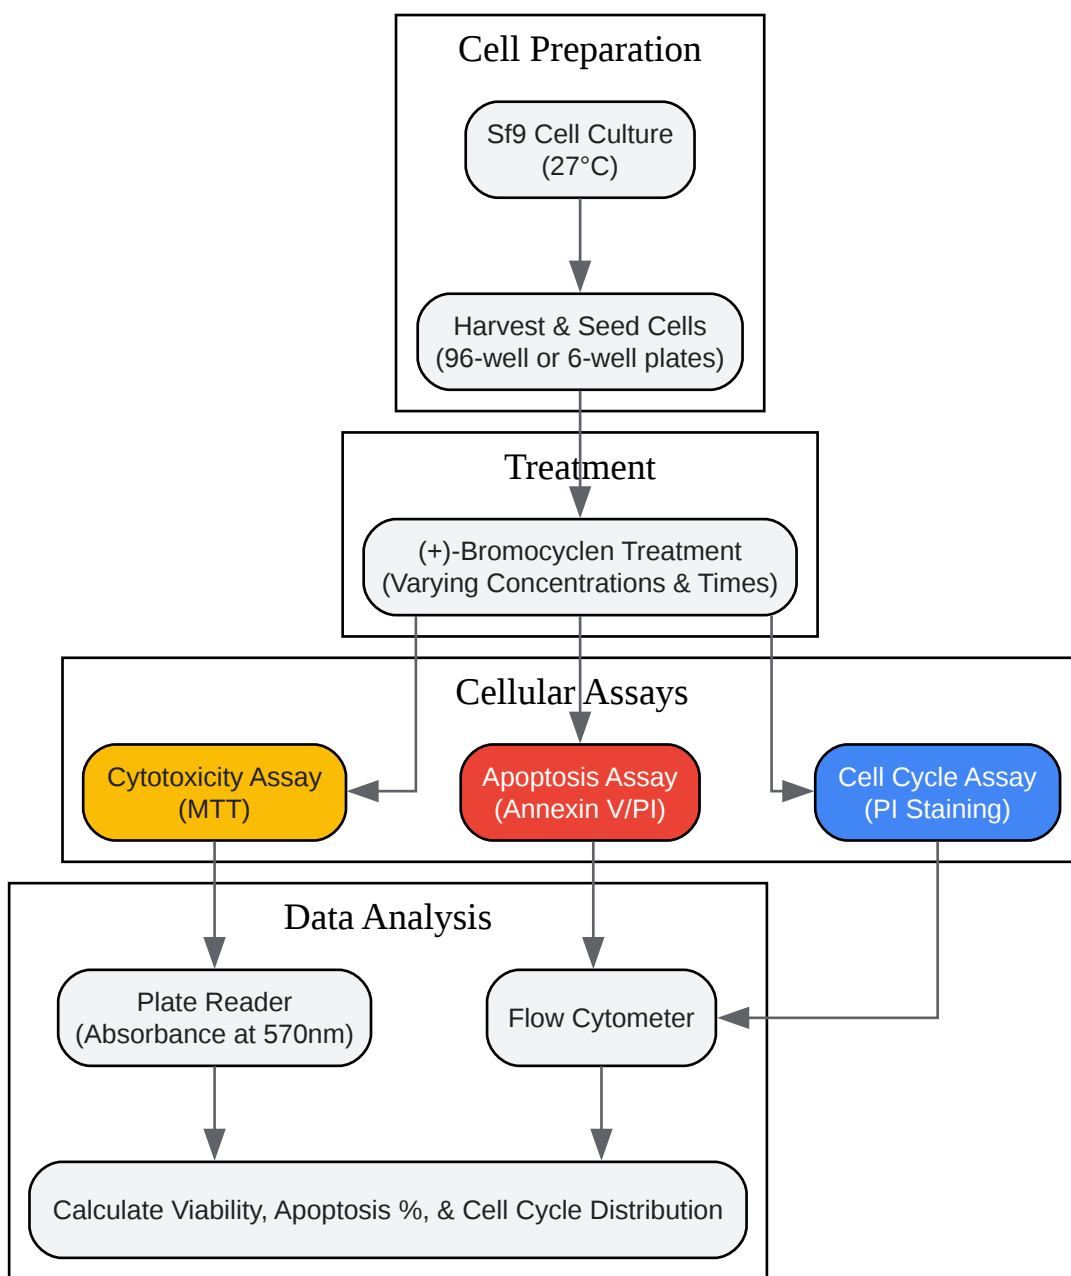 Cell Preparation
Sf9 Cell Culture
(27°C)
Harvest & Seed Cells
(96-well or 6-well plates)
Treatment
(+)-Bromocyclen Treatment
(Varying Concentrations & Times)
Cellular Assays
Cytotoxicity Assay
(MTT)
Apoptosis Assay
(Annexin V/PI)
Cell Cycle Assay
(PI Staining)
Data Analysis
Plate Reader
(Absorbance at 570nm)
Flow Cytometer
Calculate Viability, Apoptosis %, & Cell Cycle Distribution